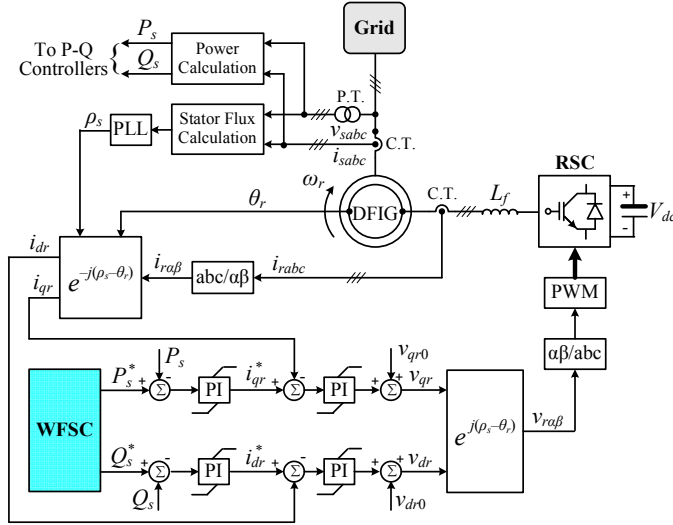 Grid
P_s
To P-Q
Controllers
Q_s
Power
Calculation
P.T.
v_sabc
C.T.
i_sabc
ρ_s
PLL
Stator Flux
Calculation
RSC
ω_r
θ_r
DFIG
C.T.
L_f
+
-
V_dc
i_dr
i_qr
e^-j(ρ_s–θ_r)
i_rαβ
abc/αβ
i_rabc
PWM
αβ/abc
WFSC
P_s^*
+
P_s
-
Σ
PI
i_qr^*
+
-
Σ
PI
+
v_qr0
+
Σ
v_qr
e^j(ρ_s–θ_r)
v_rαβ
Q_s^*
+
-
Σ
Q_s
PI
i_dr^*
+
-
Σ
PI
+
+
Σ
v_dr
v_dr0